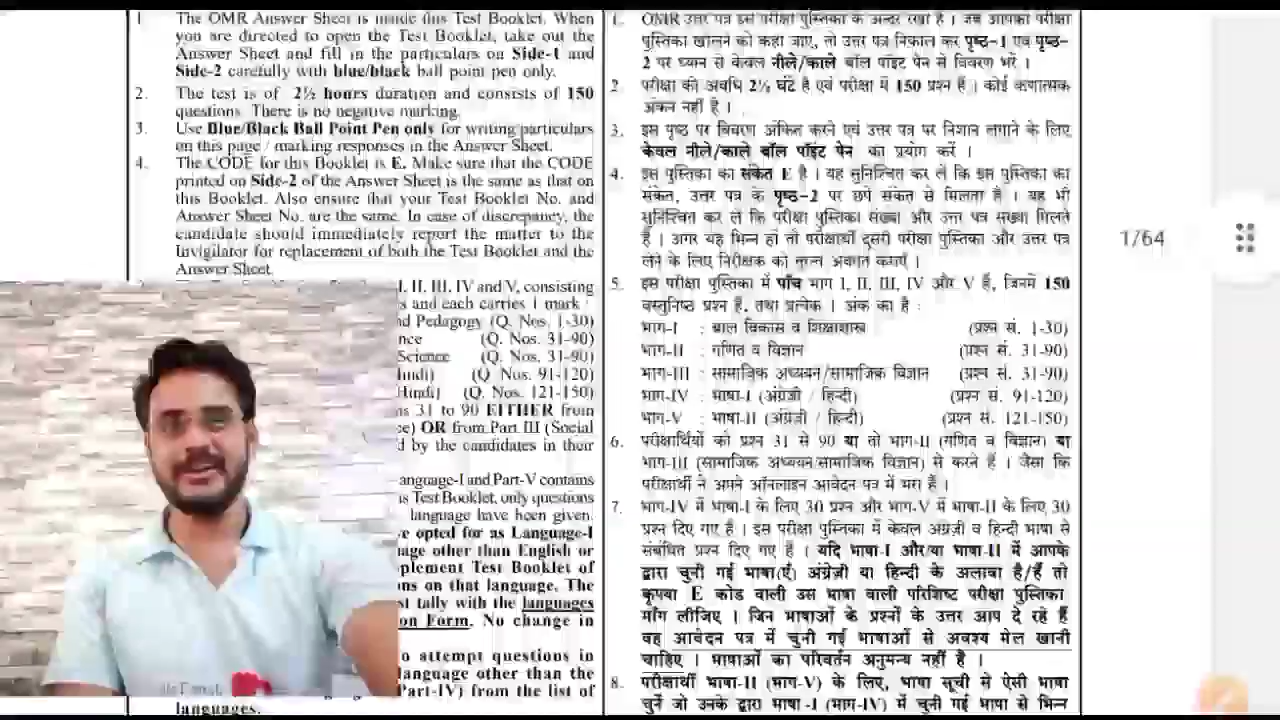 1. The OMR Answer Sheet is inside this Test Booklet. When
you are directed to open the Test Booklet, take out the
Answer Sheet and fill in the particulars on Side-1 and
Side-2 carefully with blue/black ball point pen only.
2. The test is of 2½ hours duration and consists of 150
questions. There is no negative marking.
3. Use Blue/Black Ball Point Pen only for writing particulars
on this page / marking responses in the Answer Sheet.
4. The CODE for this Booklet is E. Make sure that the CODE
printed on Side-2 of the Answer Sheet is the same as that on
this Booklet. Also ensure that your Test Booklet No. and
Answer Sheet No. are the same. In case of discrepancy, the
candidate should immediately report the matter to the
Invigilator for replacement of both the Test Booklet and the
Answer Sheet.
I, II, III, IV and V, consisting
s and each carries 1 mark :
nd Pedagogy (Q. Nos. 1-30)
nce (Q. Nos. 31-90)
Science (Q. Nos. 31-90)
Hindi) (Q. Nos. 91-120)
Hindi) (Q. Nos. 121-150)
ns 31 to 90 EITHER from
e) OR from Part III (Social
d by the candidates in their
anguage-I and Part-V contains
is Test Booklet, only questions
language have been given.
ve opted for as Language-I
uage other than English or
plement Test Booklet of
ons on that language. The
st tally with the languages
on Form. No change in
o attempt questions in
language other than the
Part-IV) from the list of
languages.
1. OMR उत्तर पत्र इस परीक्षा पुस्तिका के अन्दर रखा है । जब आपको परीक्षा
पुस्तिका खोलने को कहा जाए, तो उत्तर पत्र निकाल कर पृष्ठ-1 एवं पृष्ठ-
2 पर ध्यान से केवल नीले/काले बॉल पॉइंट पेन से विवरण भरें ।
2. परीक्षा की अवधि 2½ घंटे है एवं परीक्षा में 150 प्रश्न हैं । कोई ऋणात्मक
अंकन नहीं है ।
3. इस पृष्ठ पर विवरण अंकित करने एवं उत्तर पत्र पर निशान लगाने के लिए
केवल नीले/काले बॉल पॉइंट पेन का प्रयोग करें ।
4. इस पुस्तिका का संकेत E है । यह सुनिश्चित कर लें कि इस पुस्तिका का
संकेत, उत्तर पत्र के पृष्ठ-2 पर छपे संकेत से मिलता है । यह भी
सुनिश्चित कर लें कि परीक्षा पुस्तिका संख्या और उत्तर पत्र संख्या मिलते
हैं । अगर यह भिन्न हों तो परीक्षार्थी दूसरी परीक्षा पुस्तिका और उत्तर पत्र
लेने के लिए निरीक्षक को तुरन्त अवगत कराएँ ।
5. इस परीक्षा पुस्तिका में पाँच भाग I, II, III, IV और V हैं, जिनमें 150
वस्तुनिष्ठ प्रश्न हैं, तथा प्रत्येक 1 अंक का है :
भाग-I : बाल विकास व शिक्षाशास्त्र (प्रश्न सं. 1-30)
भाग-II : गणित व विज्ञान (प्रश्न सं. 31-90)
भाग-III : सामाजिक अध्ययन/सामाजिक विज्ञान (प्रश्न सं. 31-90)
भाग-IV : भाषा-I (अंग्रेज़ी / हिन्दी) (प्रश्न सं. 91-120)
भाग-V : भाषा-II (अंग्रेज़ी / हिन्दी) (प्रश्न सं. 121-150)
6. परीक्षार्थियों को प्रश्न 31 से 90 या तो भाग-II (गणित व विज्ञान) या
भाग-III (सामाजिक अध्ययन/सामाजिक विज्ञान) से करने हैं । जैसा कि
परीक्षार्थी ने अपने ऑनलाइन आवेदन पत्र में भरा है ।
7. भाग-IV में भाषा-I के लिए 30 प्रश्न और भाग-V में भाषा-II के लिए 30
प्रश्न दिए गए हैं । इस परीक्षा पुस्तिका में केवल अंग्रेज़ी व हिन्दी भाषा से
संबंधित प्रश्न दिए गए हैं । यदि भाषा-I और/या भाषा-II में आपके
द्वारा चुनी गई भाषा(एँ) अंग्रेज़ी या हिन्दी के अलावा है/हैं तो
कृपया E कोड वाली उस भाषा वाली परिशिष्ट परीक्षा पुस्तिका
माँग लीजिए । जिन भाषाओं के प्रश्नों के उत्तर आप दे रहे हैं
वह आवेदन पत्र में चुनी गई भाषाओं से अवश्य मेल खानी
चाहिए । भाषाओं का परिवर्तन अनुमन्य नहीं है ।
8. परीक्षार्थी भाषा-II (भाग-V) के लिए, भाषा सूची से ऐसी भाषा
चुनें जो उनके द्वारा भाषा-I (भाग-IV) में चुनी गई भाषा से भिन्न
1/64